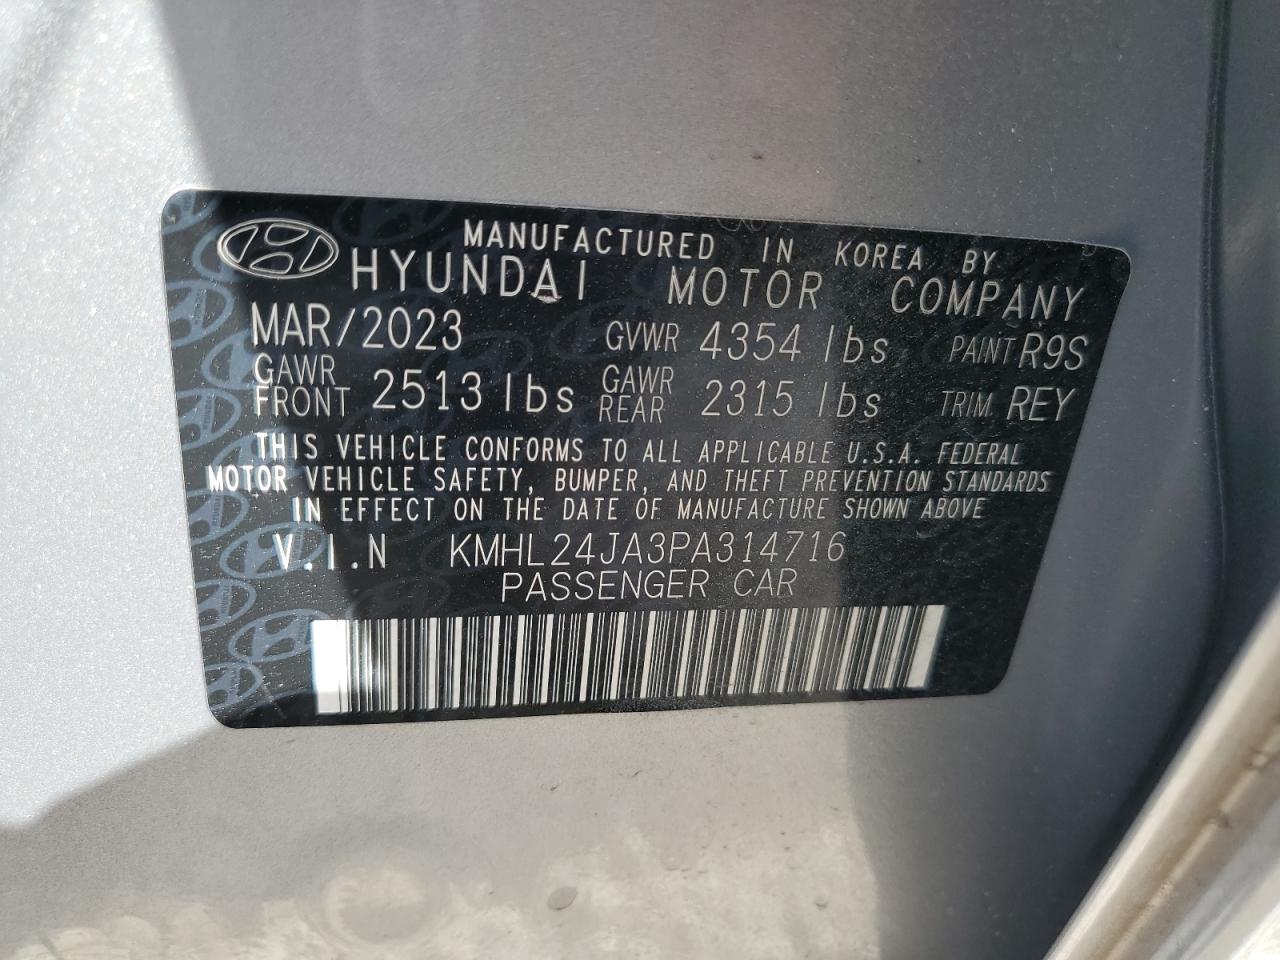 MANUFACTURED IN KOREA BY
HYUNDAI MOTOR COMPANY
MAR/2023 GVWR 4354 lbs PAINT R9S
GAWR FRONT 2513 lbs GAWR REAR 2315 lbs TRIM REY
THIS VEHICLE CONFORMS TO ALL APPLICABLE U.S.A. FEDERAL
MOTOR VEHICLE SAFETY, BUMPER, AND THEFT PREVENTION STANDARDS
IN EFFECT ON THE DATE OF MANUFACTURE SHOWN ABOVE
V.I.N KMHL24JA3PA314716
PASSENGER CAR